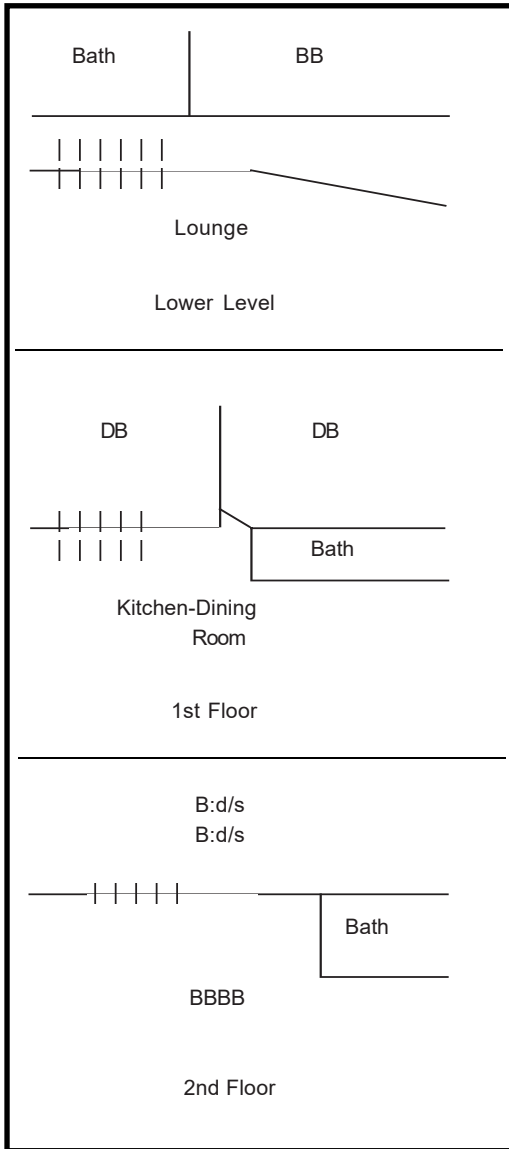 Bath BB
Lounge
Lower Level
DB DB
Bath
Kitchen-Dining
Room
1st Floor
B:d/s
B:d/s
Bath
BBBB
2nd Floor